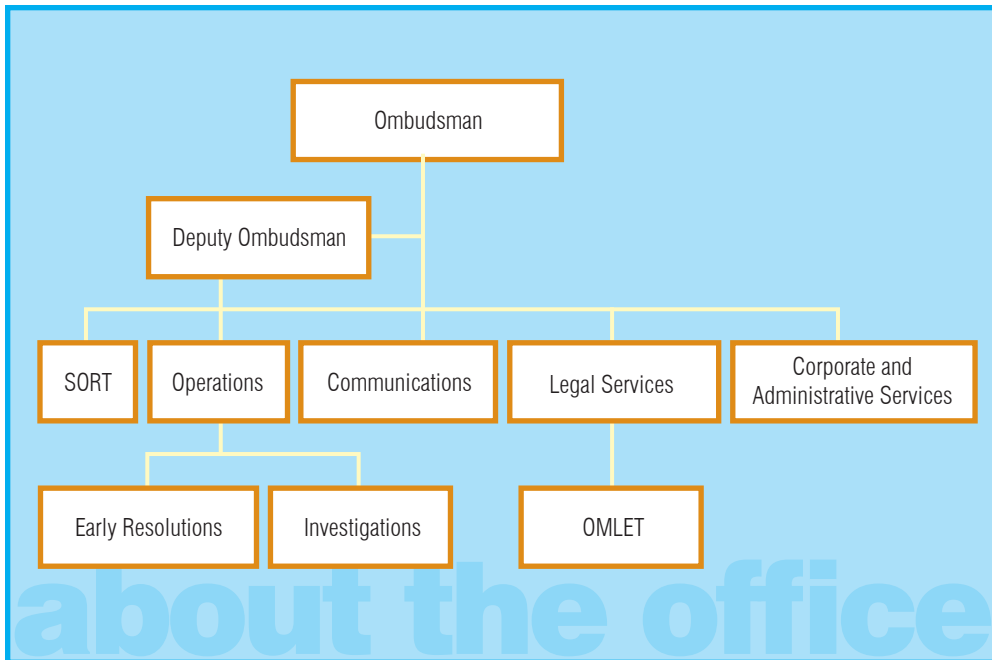 Ombudsman
Deputy Ombudsman
SORT
Operations
Communications
Legal Services
Corporate and
Administrative Services
Early Resolutions
Investigations
OMLET
about the office